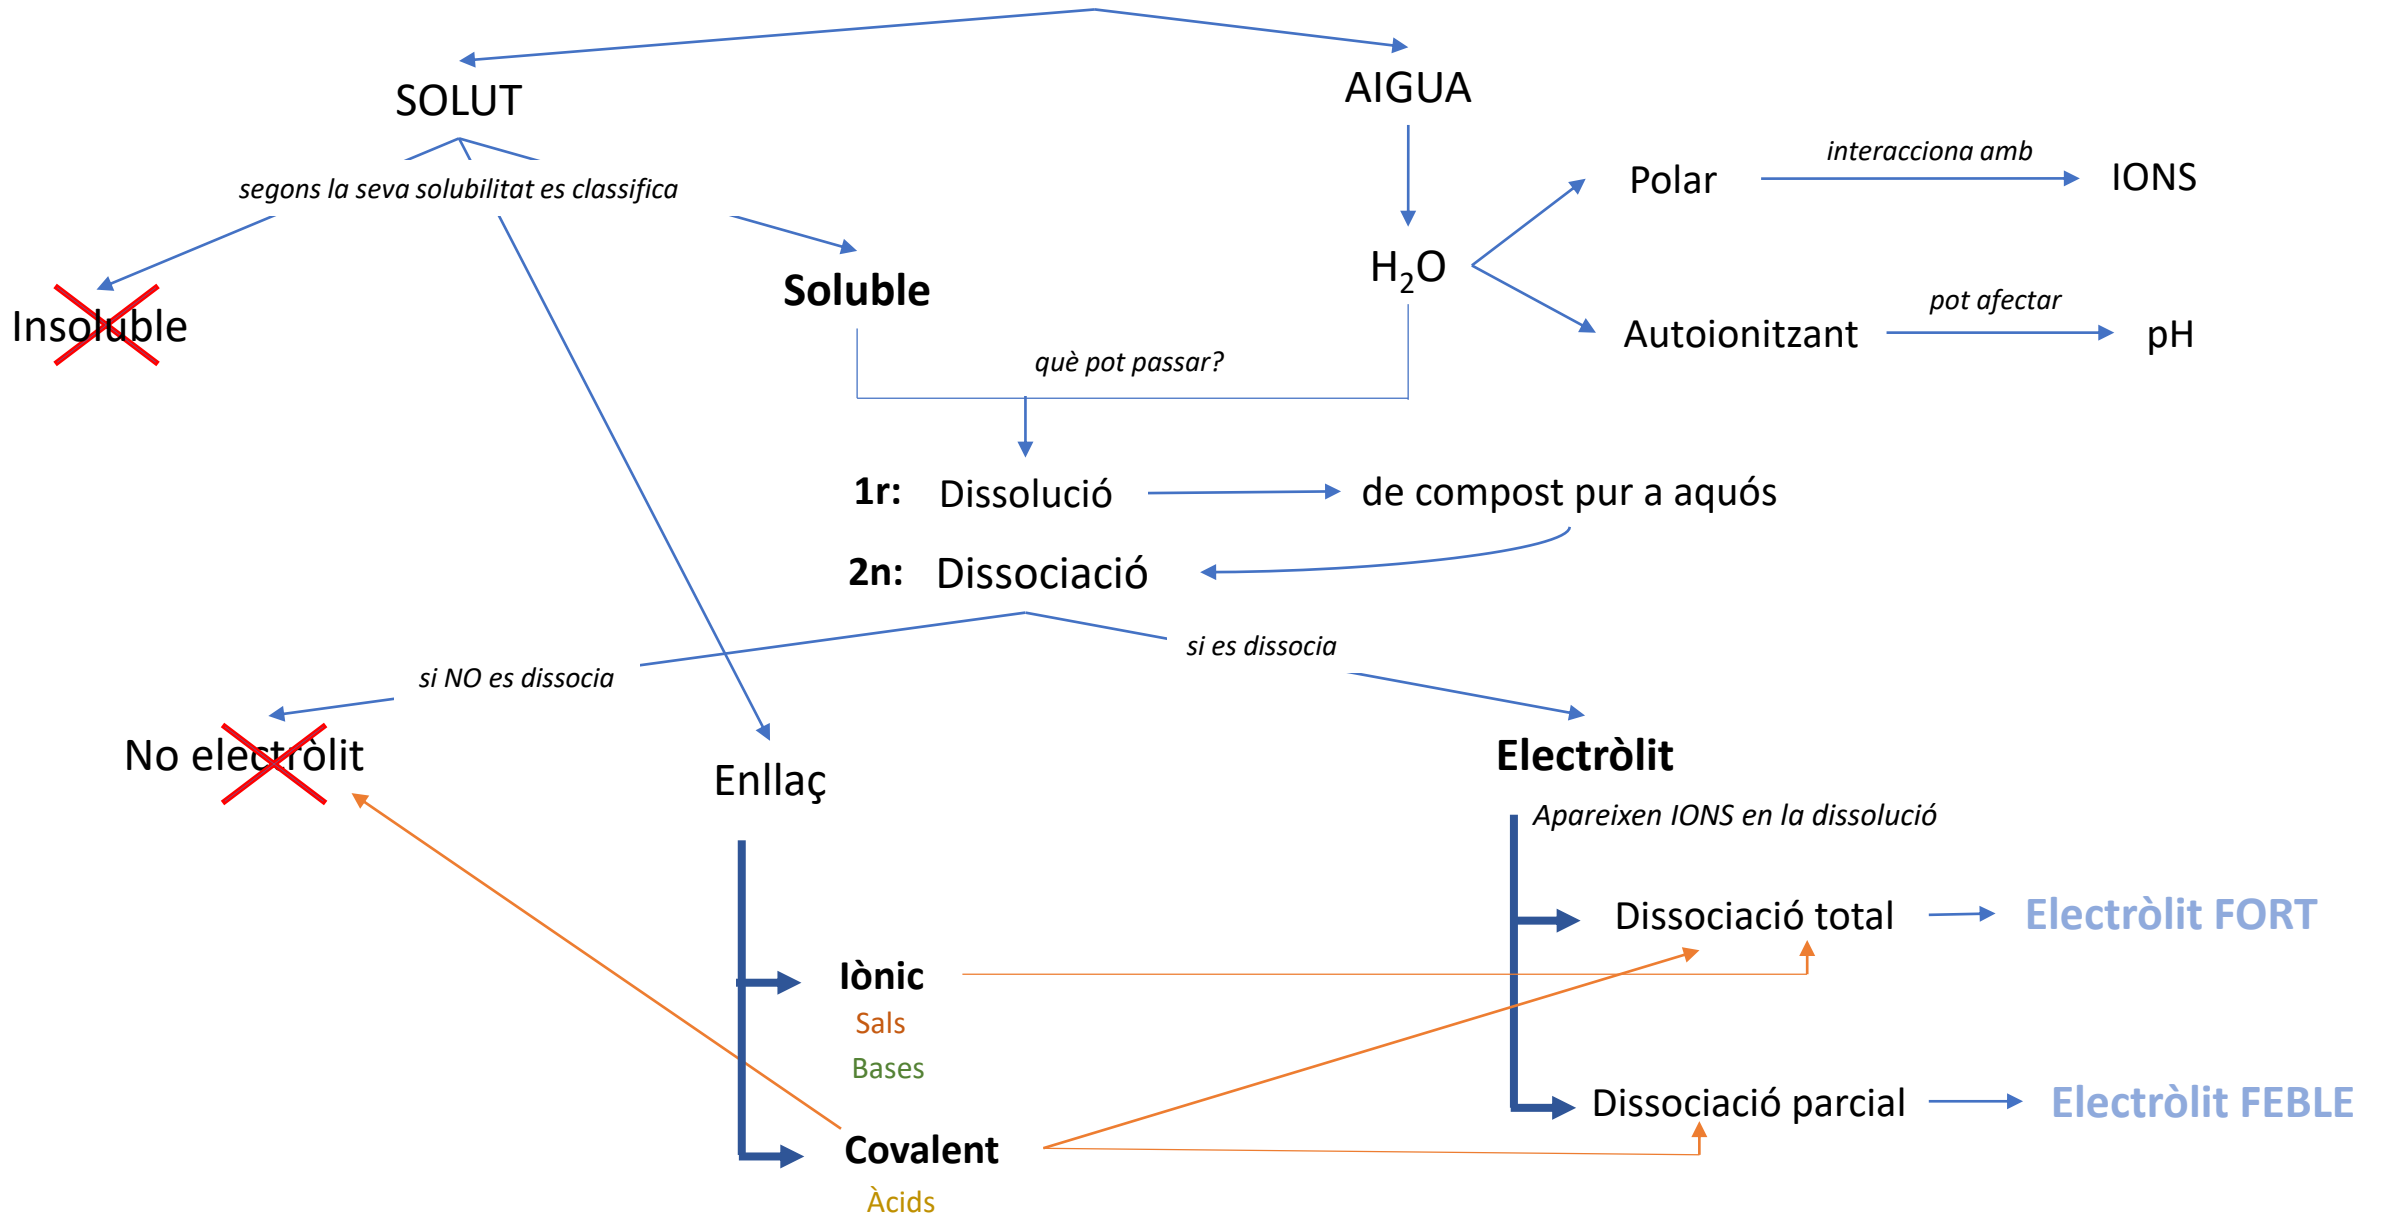 SOLUT
AIGUA
segons la seva solubilitat es classifica
Polar
interacciona amb
IONS
Insoluble
Soluble
H₂O
Autoionitzant
pot afectar
pH
què pot passar?
1r: Dissolució
de compost pur a aquós
2n: Dissociació
si NO es dissocia
si es dissocia
No electròlit
Enllaç
Electròlit
Apareixen IONS en la dissolució
Dissociació total
Electròlit FORT
Iònic
Sals
Bases
Dissociació parcial
Electròlit FEBLE
Covalent
Àcids